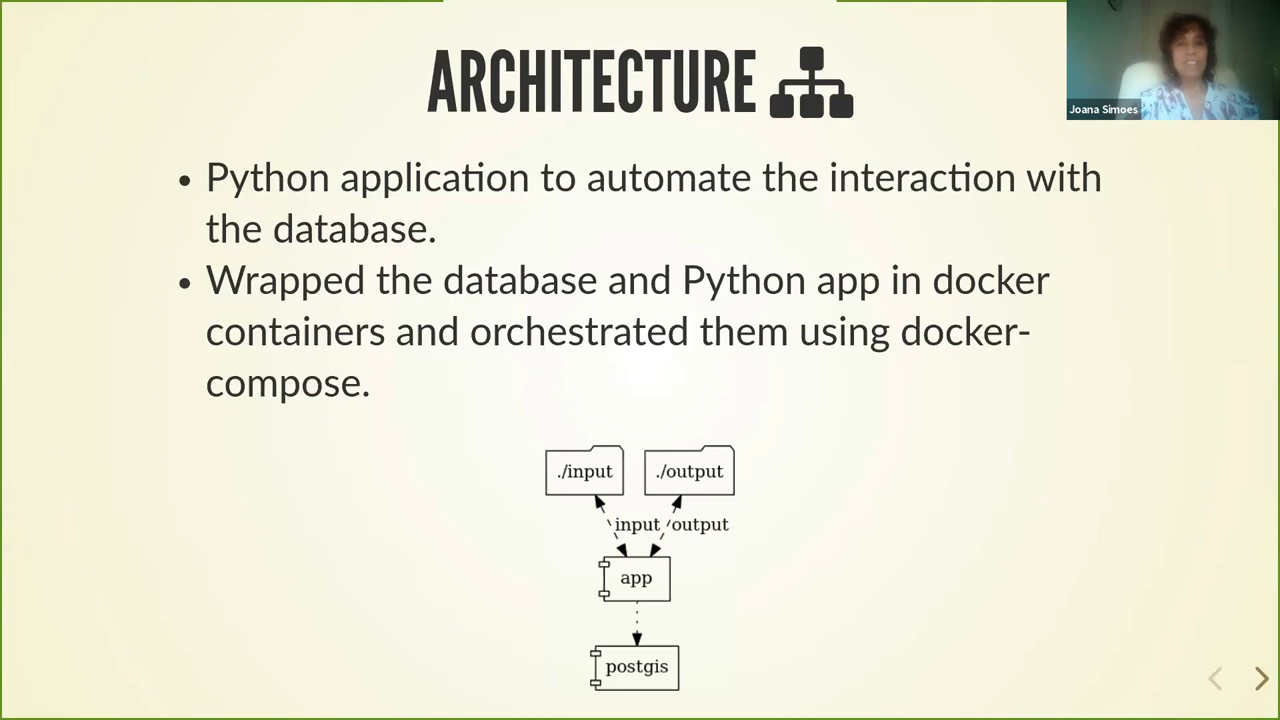 ARCHITECTURE
Joana Simoes
• Python application to automate the interaction with
the database.
• Wrapped the database and Python app in docker
containers and orchestrated them using docker-
compose.
./input ./output
input output
app
postgis